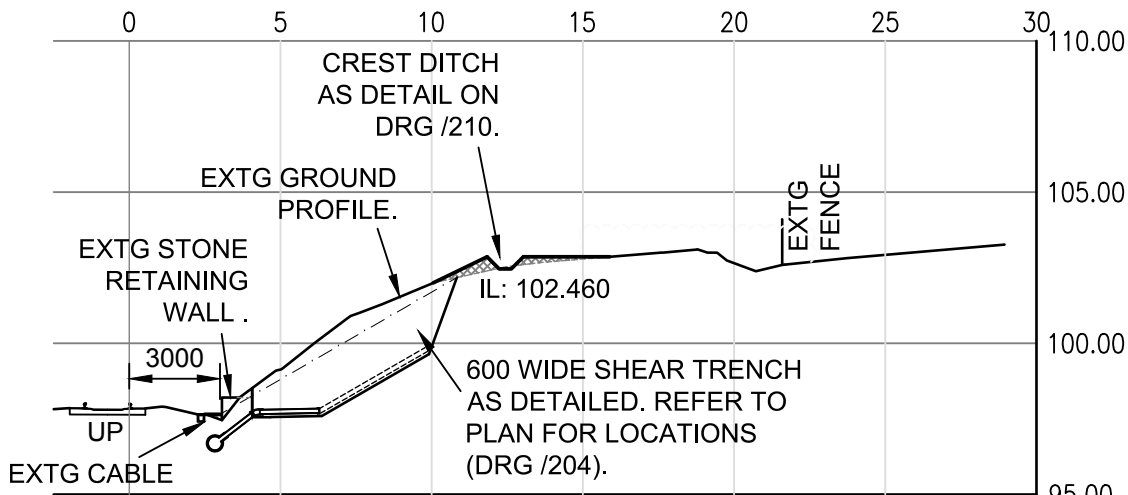 0 5 10 15 20 25 30
110.00
CREST DITCH
AS DETAIL ON
DRG /210.
EXTG GROUND
PROFILE.
105.00
EXTG
FENCE
EXTG STONE
RETAINING
WALL .
IL: 102.460
3000
100.00
600 WIDE SHEAR TRENCH
AS DETAILED. REFER TO
PLAN FOR LOCATIONS
(DRG /204).
UP
EXTG CABLE
95.00